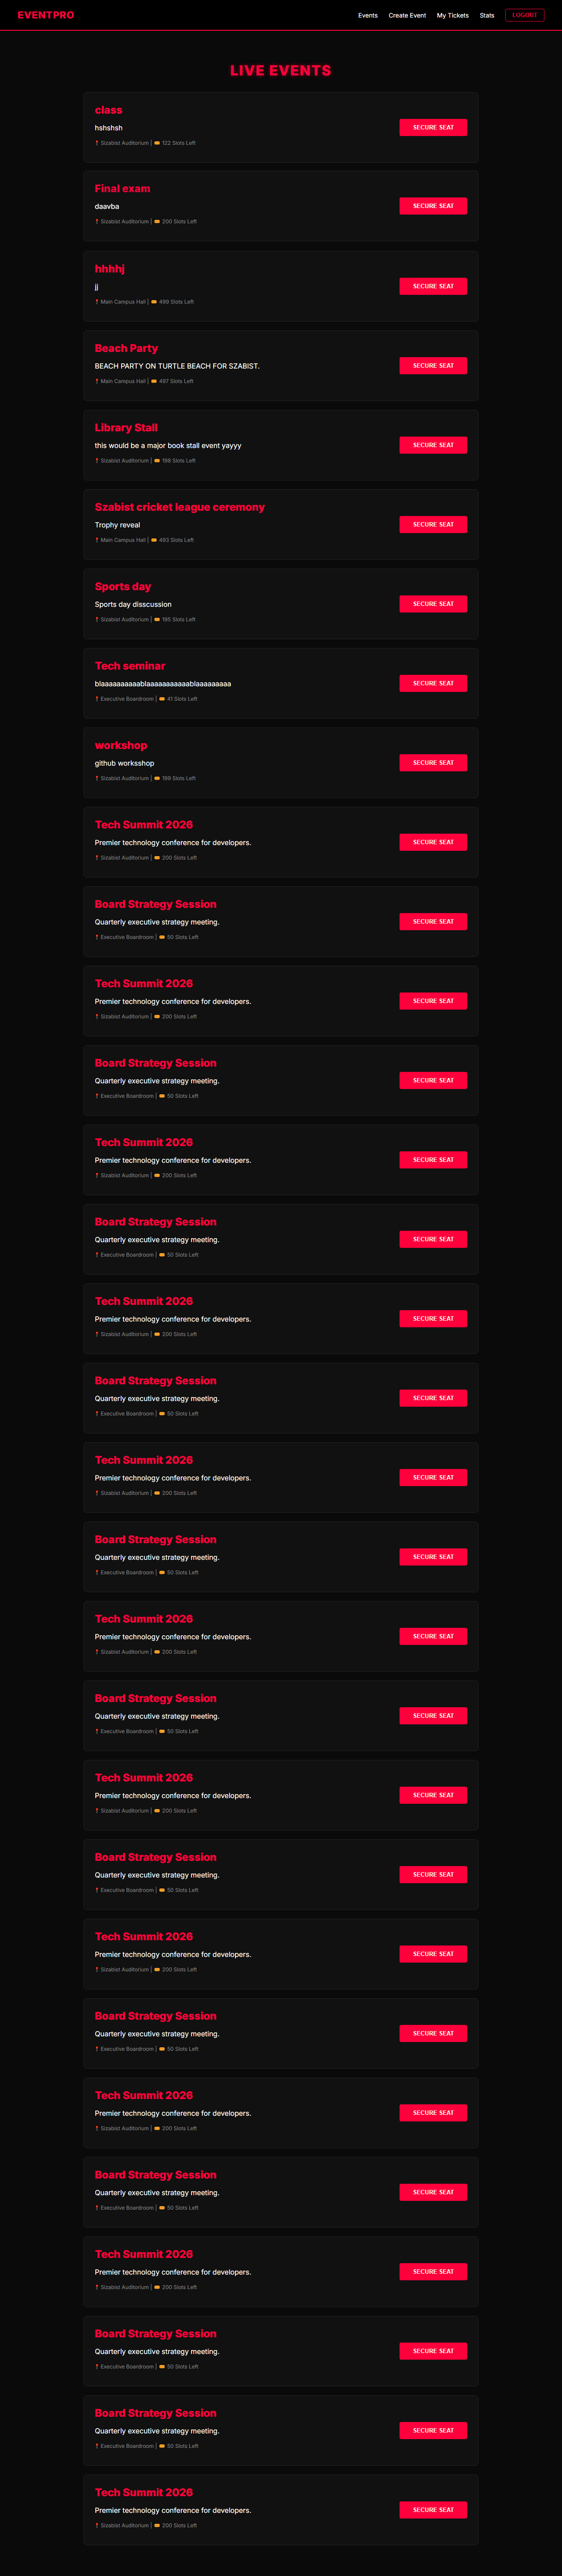 EVENTPRO
Events Create Event My Tickets Stats LOGOUT
LIVE EVENTS
class
hshshsh
Sizabist Auditorium | 122 Slots Left
SECURE SEAT
Final exam
daavba
Sizabist Auditorium | 200 Slots Left
SECURE SEAT
hhhhj
jj
Main Campus Hall | 499 Slots Left
SECURE SEAT
Beach Party
BEACH PARTY ON TURTLE BEACH FOR SZABIST.
Main Campus Hall | 497 Slots Left
SECURE SEAT
Library Stall
this would be a major book stall event yayyy
Sizabist Auditorium | 198 Slots Left
SECURE SEAT
Szabist cricket league ceremony
Trophy reveal
Main Campus Hall | 493 Slots Left
SECURE SEAT
Sports day
Sports day disscussion
Sizabist Auditorium | 195 Slots Left
SECURE SEAT
Tech seminar
blaaaaaaaaaablaaaaaaaaaaablaaaaaaaaa
Executive Boardroom | 41 Slots Left
SECURE SEAT
workshop
github worksshop
Sizabist Auditorium | 199 Slots Left
SECURE SEAT
Tech Summit 2026
Premier technology conference for developers.
Sizabist Auditorium | 200 Slots Left
SECURE SEAT
Board Strategy Session
Quarterly executive strategy meeting.
Executive Boardroom | 50 Slots Left
SECURE SEAT
Tech Summit 2026
Premier technology conference for developers.
Sizabist Auditorium | 200 Slots Left
SECURE SEAT
Board Strategy Session
Quarterly executive strategy meeting.
Executive Boardroom | 50 Slots Left
SECURE SEAT
Tech Summit 2026
Premier technology conference for developers.
Sizabist Auditorium | 200 Slots Left
SECURE SEAT
Board Strategy Session
Quarterly executive strategy meeting.
Executive Boardroom | 50 Slots Left
SECURE SEAT
Tech Summit 2026
Premier technology conference for developers.
Sizabist Auditorium | 200 Slots Left
SECURE SEAT
Board Strategy Session
Quarterly executive strategy meeting.
Executive Boardroom | 50 Slots Left
SECURE SEAT
Tech Summit 2026
Premier technology conference for developers.
Sizabist Auditorium | 200 Slots Left
SECURE SEAT
Board Strategy Session
Quarterly executive strategy meeting.
Executive Boardroom | 50 Slots Left
SECURE SEAT
Tech Summit 2026
Premier technology conference for developers.
Sizabist Auditorium | 200 Slots Left
SECURE SEAT
Board Strategy Session
Quarterly executive strategy meeting.
Executive Boardroom | 50 Slots Left
SECURE SEAT
Tech Summit 2026
Premier technology conference for developers.
Sizabist Auditorium | 200 Slots Left
SECURE SEAT
Board Strategy Session
Quarterly executive strategy meeting.
Executive Boardroom | 50 Slots Left
SECURE SEAT
Tech Summit 2026
Premier technology conference for developers.
Sizabist Auditorium | 200 Slots Left
SECURE SEAT
Board Strategy Session
Quarterly executive strategy meeting.
Executive Boardroom | 50 Slots Left
SECURE SEAT
Tech Summit 2026
Premier technology conference for developers.
Sizabist Auditorium | 200 Slots Left
SECURE SEAT
Board Strategy Session
Quarterly executive strategy meeting.
Executive Boardroom | 50 Slots Left
SECURE SEAT
Tech Summit 2026
Premier technology conference for developers.
Sizabist Auditorium | 200 Slots Left
SECURE SEAT
Board Strategy Session
Quarterly executive strategy meeting.
Executive Boardroom | 50 Slots Left
SECURE SEAT
Board Strategy Session
Quarterly executive strategy meeting.
Executive Boardroom | 50 Slots Left
SECURE SEAT
Tech Summit 2026
Premier technology conference for developers.
Sizabist Auditorium | 200 Slots Left
SECURE SEAT